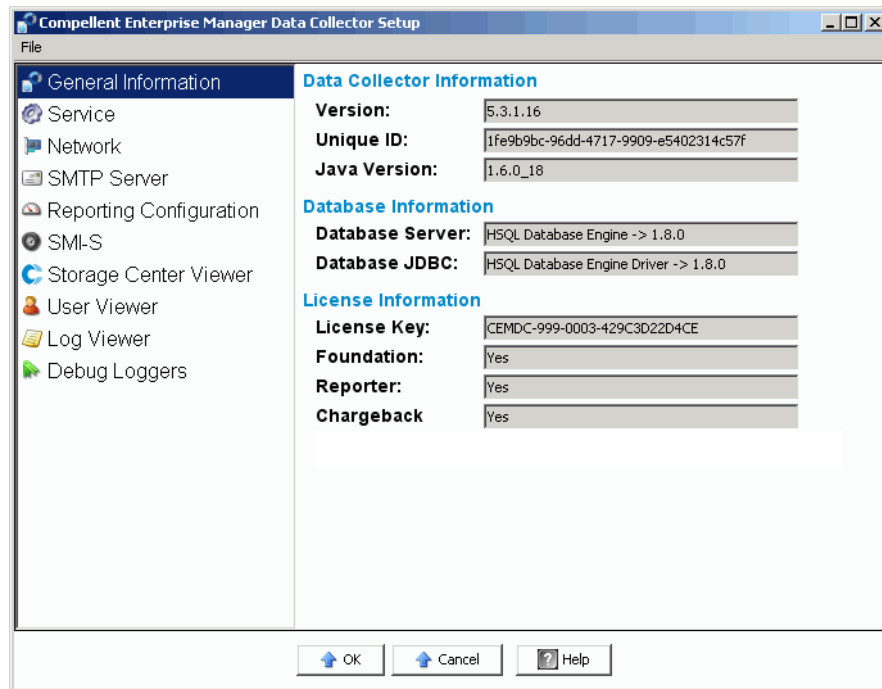 Compellent Enterprise Manager Data Collector Setup
File
General Information
Service
Network
SMTP Server
Reporting Configuration
SMI-S
Storage Center Viewer
User Viewer
Log Viewer
Debug Loggers
Data Collector Information
Version: 5.3.1.16
Unique ID: 1fe9b9bc-96dd-4717-9909-e5402314c57f
Java Version: 1.6.0_18
Database Information
Database Server: HSQL Database Engine -> 1.8.0
Database JDBC: HSQL Database Engine Driver -> 1.8.0
License Information
License Key: CEMDC-999-0003-429C3D22D4CE
Foundation: Yes
Reporter: Yes
Chargeback Yes
OK Cancel ? Help